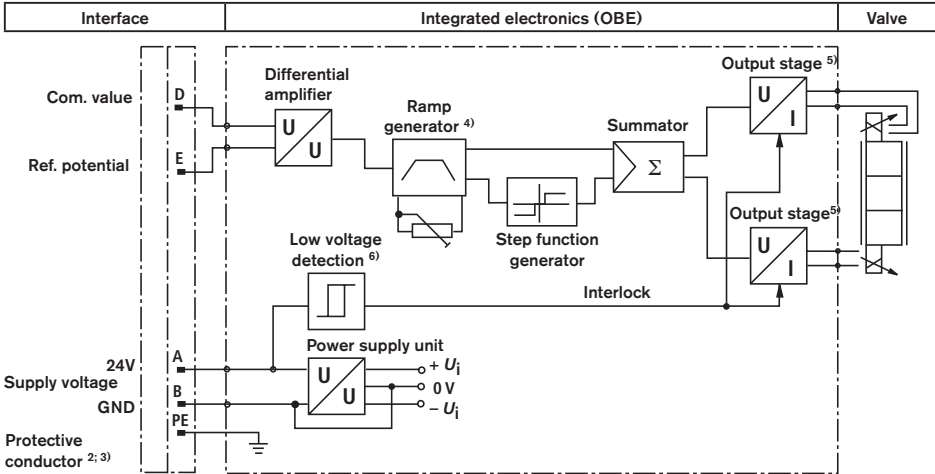 Interface
Integrated electronics (OBE)
Valve
Output stage 5)
Differential
amplifier
Com. value
D
Ramp
generator 4)
U
I
U
U
Summator
Σ
Ref. potential
E
Output stage5)
Low voltage
detection 6)
Step function
generator
U
I
Interlock
Power supply unit
24V
A
+ Ui
U
U
0 V
Supply voltage
B
– Ui
GND
PE
Protective
conductor 2; 3)